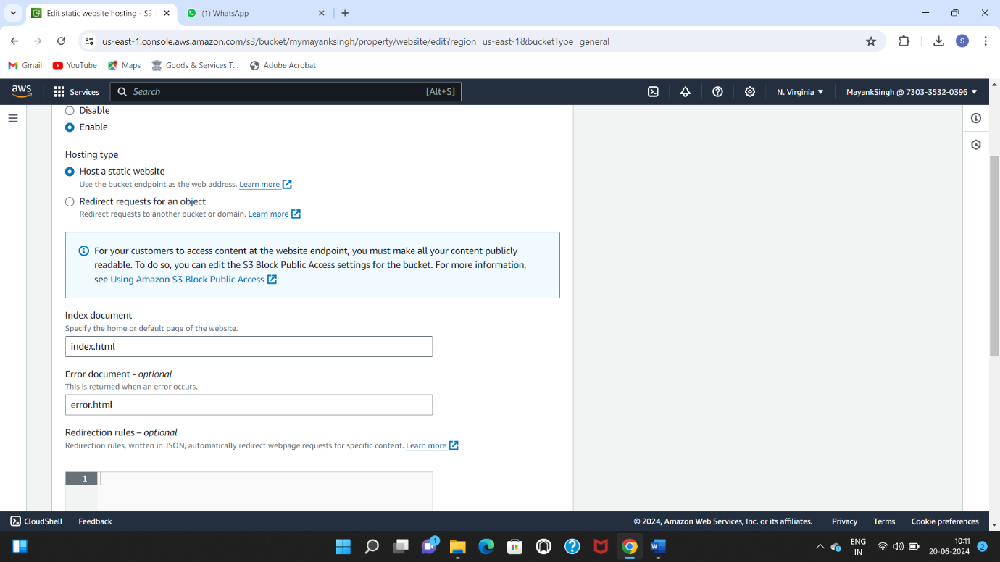 Edit static website hosting - S3
(1) WhatsApp
us-east-1.console.aws.amazon.com/s3/bucket/mymayanksingh/property/website/edit?region=us-east-1&bucketType=general
S
Gmail
YouTube
Maps
Goods & Services T...
Adobe Acrobat
aws
Services
Search
[Alt+S]
N. Virginia
MayankSingh @ 7303-3532-0396
Disable
Enable
Hosting type
Host a static website
Use the bucket endpoint as the web address. Learn more
Redirect requests for an object
Redirect requests to another bucket or domain. Learn more
For your customers to access content at the website endpoint, you must make all your content publicly
readable. To do so, you can edit the S3 Block Public Access settings for the bucket. For more information,
see Using Amazon S3 Block Public Access
Index document
Specify the home or default page of the website.
index.html
Error document - optional
This is returned when an error occurs.
error.html
Redirection rules – optional
Redirection rules, written in JSON, automatically redirect webpage requests for specific content. Learn more
1
CloudShell
Feedback
© 2024, Amazon Web Services, Inc. or its affiliates.
Privacy
Terms
Cookie preferences
1
W
ENG
IN
10:11
20-06-2024
2